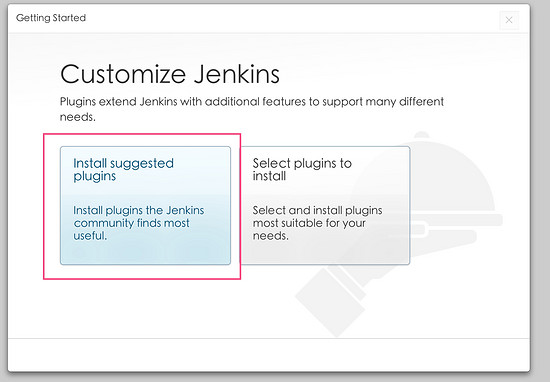 Getting Started
Customize Jenkins
Plugins extend Jenkins with additional features to support many different
needs.
Install suggested
plugins
Install plugins the Jenkins
community finds most
useful.
Select plugins to
install
Select and install plugins
most suitable for your
needs.